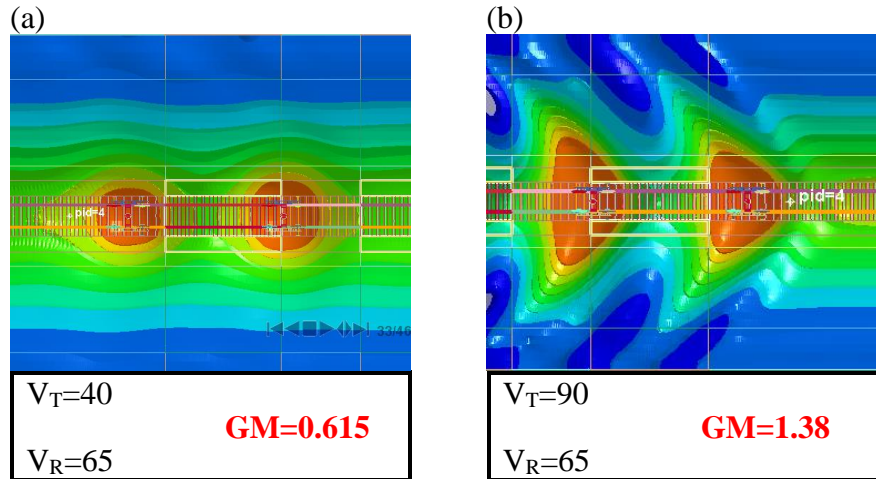 (a)
(b)
pid=4
pid=4
33/46
V_T=40
GM=0.615
V_R=65
V_T=90
GM=1.38
V_R=65